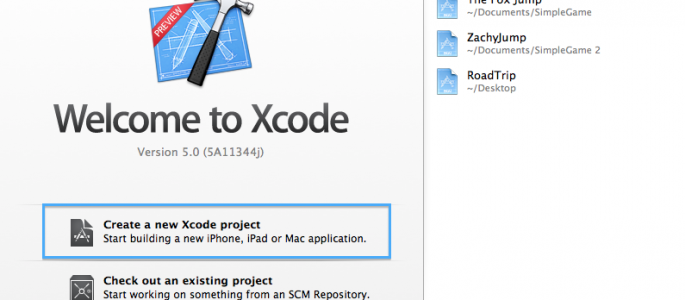 PREVIEW
Welcome to Xcode
Version 5.0 (5A11344j)
Create a new Xcode project
Start building a new iPhone, iPad or Mac application.
Check out an existing project
Start working on something from an SCM Repository.
The Fox Jump
~/Documents/SimpleGame
ZachyJump
~/Documents/SimpleGame 2
RoadTrip
~/Desktop